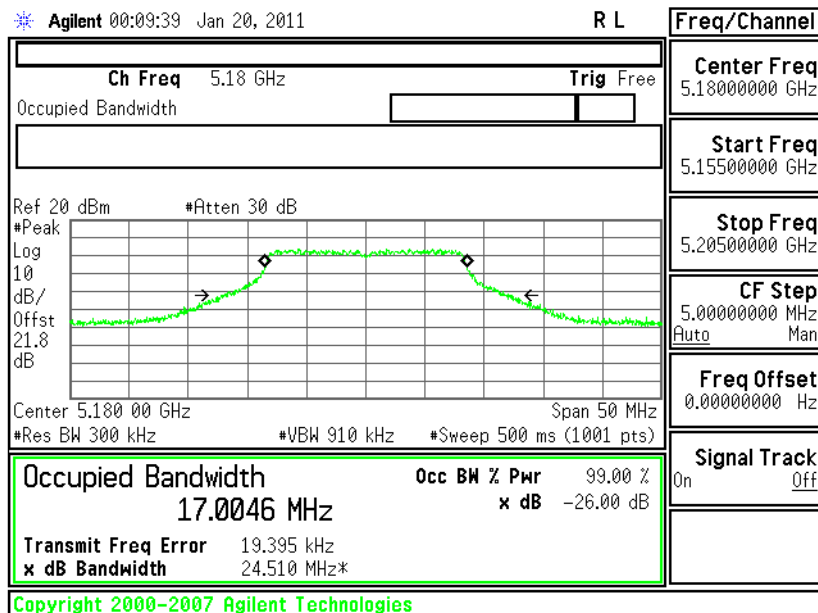 Agilent 00:09:39 Jan 20, 2011 R L
Freq/Channel
Ch Freq 5.18 GHz Trig Free
Occupied Bandwidth
Center Freq
5.18000000 GHz
Start Freq
5.15500000 GHz
Stop Freq
5.20500000 GHz
CF Step
5.00000000 MHz
Auto Man
Freq Offset
0.00000000 Hz
Signal Track
On Off
Ref 20 dBm #Atten 30 dB
#Peak
Log
10
dB/
Offst
21.8
dB
Center 5.180 00 GHz Span 50 MHz
#Res BW 300 kHz #VBW 910 kHz #Sweep 500 ms (1001 pts)
Occupied Bandwidth Occ BW % Pwr 99.00 %
17.0046 MHz x dB -26.00 dB
Transmit Freq Error 19.395 kHz
x dB Bandwidth 24.510 MHz*
Copyright 2000-2007 Agilent Technologies